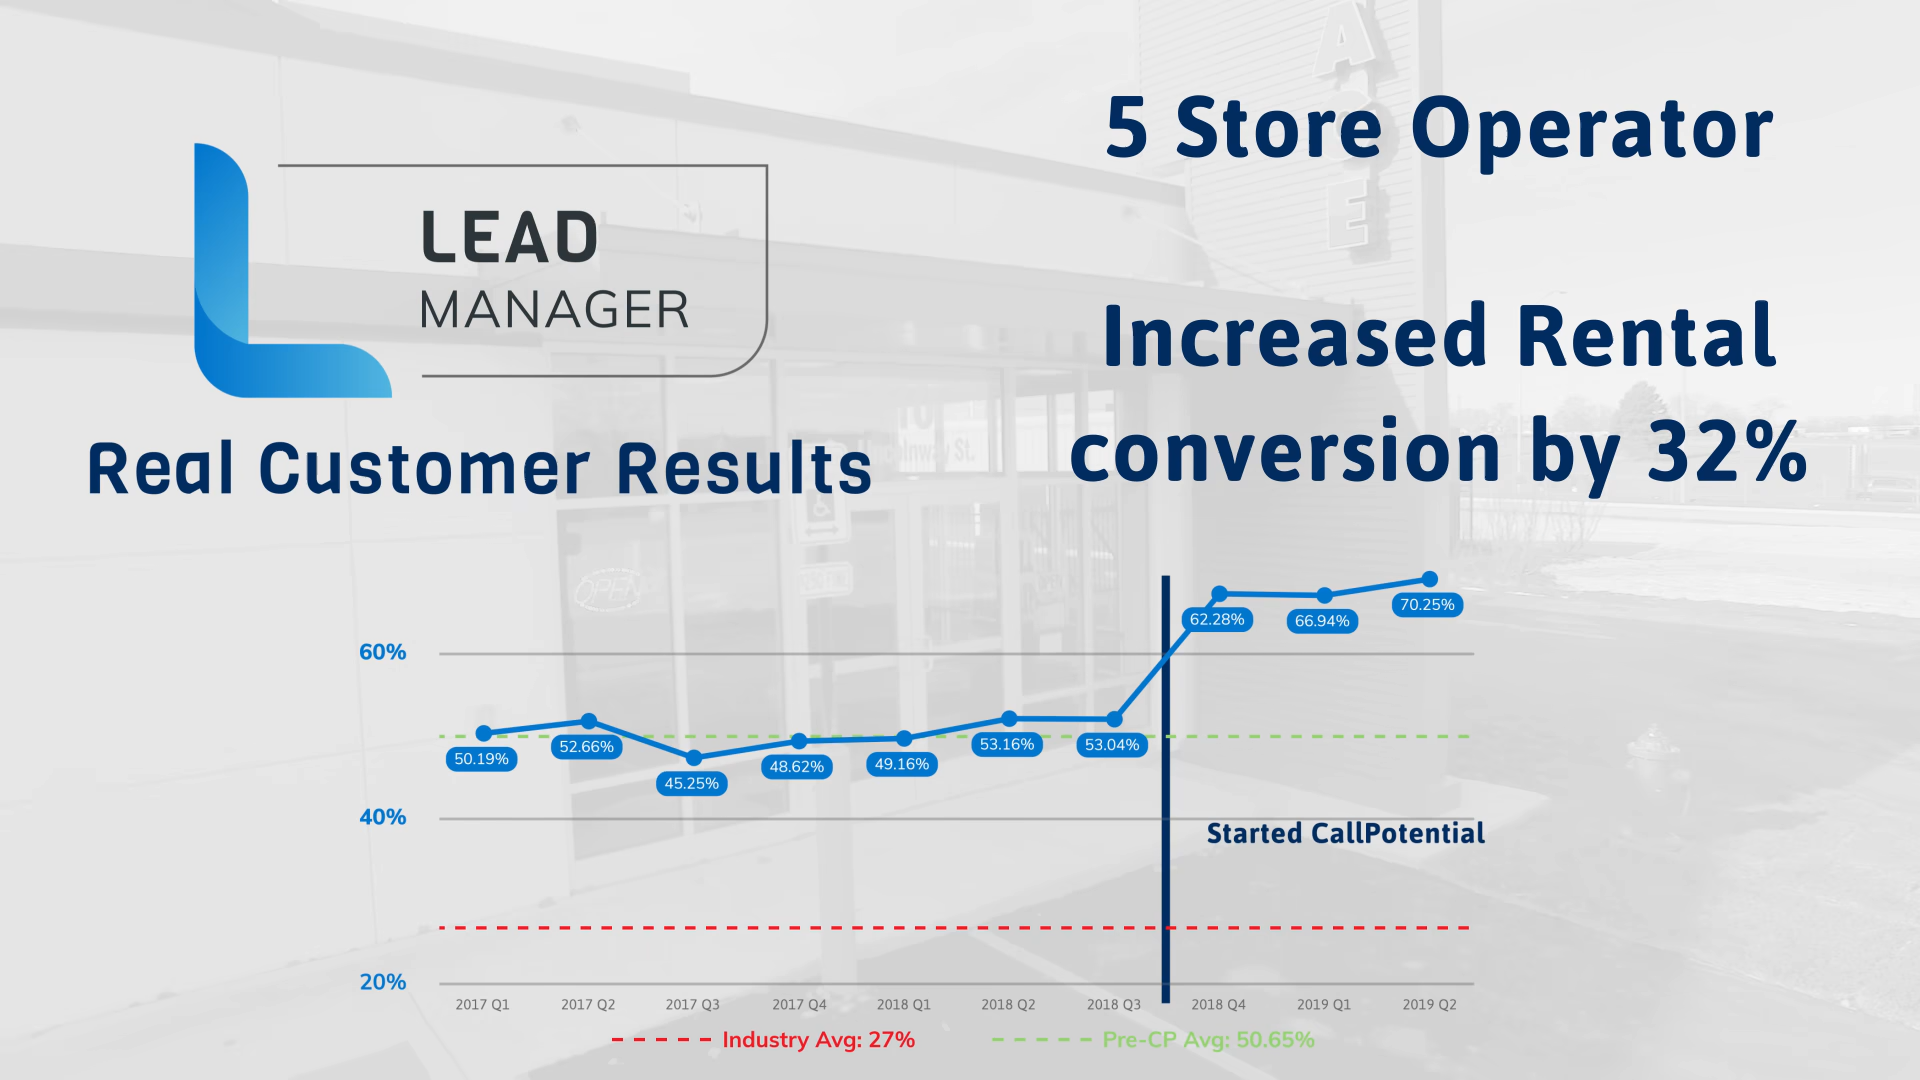 LEAD
MANAGER
Real Customer Results
5 Store Operator
Increased Rental
conversion by 32%
OPEN
60%
40%
20%
50.19%
52.66%
45.25%
48.62%
49.16%
53.16%
53.04%
62.28%
66.94%
70.25%
Started CallPotential
2017 Q1
2017 Q2
2017 Q3
2017 Q4
2018 Q1
2018 Q2
2018 Q3
2018 Q4
2019 Q1
2019 Q2
Industry Avg: 27%
Pre-CP Avg: 50.65%